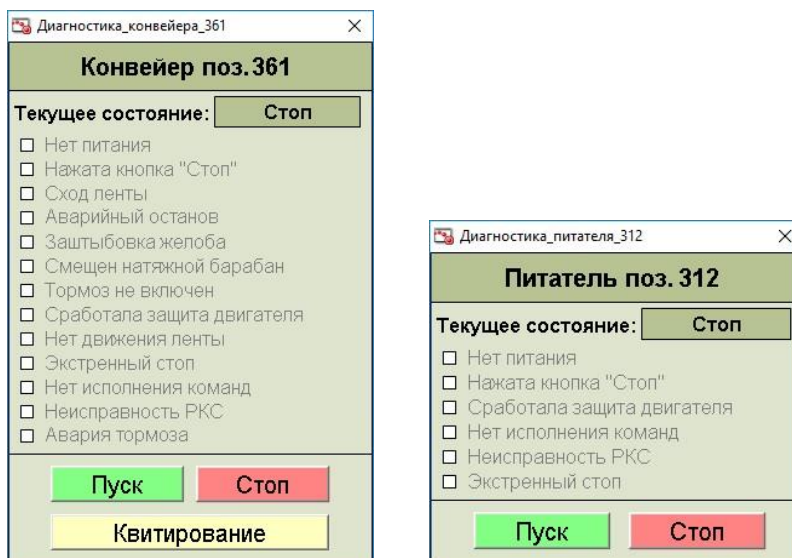 Диагностика_конвейера_361
Конвейер поз.361
Текущее состояние: Стоп
Нет питания
Нажата кнопка "Стоп"
Сход ленты
Аварийный останов
Заштыбовка желоба
Смещен натяжной барабан
Тормоз не включен
Сработала защита двигателя
Нет движения ленты
Экстренный стоп
Нет исполнения команд
Неисправность РКС
Авария тормоза
Пуск Стоп
Квитирование
Диагностика_питателя_312
Питатель поз. 312
Текущее состояние: Стоп
Нет питания
Нажата кнопка "Стоп"
Сработала защита двигателя
Нет исполнения команд
Неисправность РКС
Экстренный стоп
Пуск Стоп